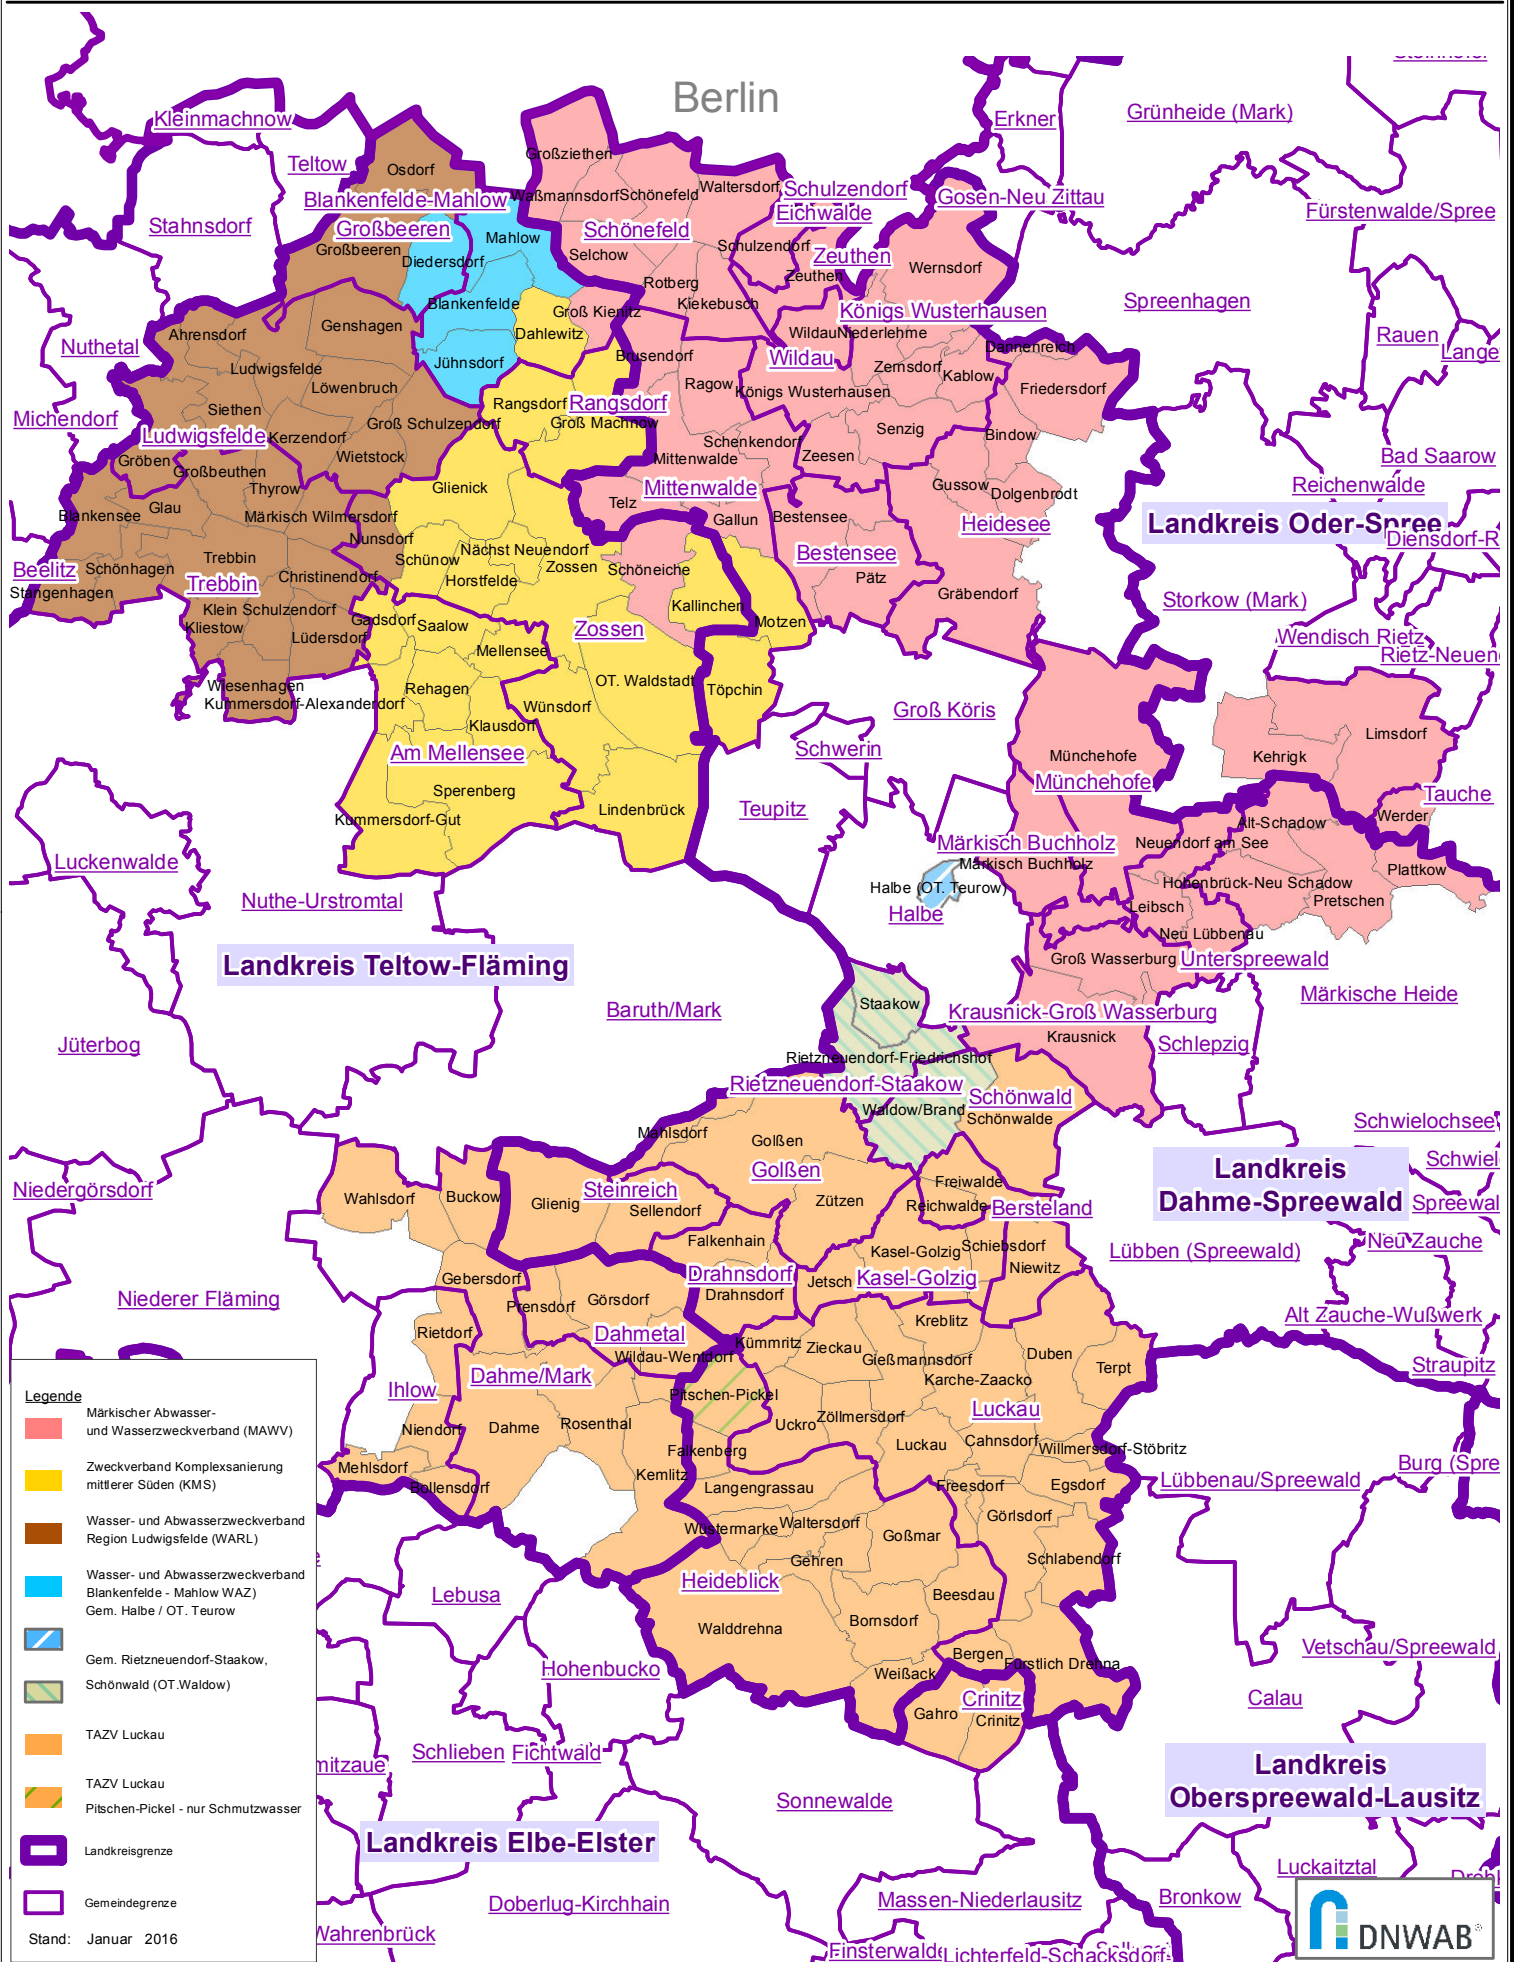 Berlin
Kleinmachnow
Teltow
Osdorf
Blankenfelde-Mahlow
Stahnsdorf
Großbeeren
Großbeeren
Diedersdorf
Mahlow
Großziethen
Waßmannsdorf
Schönefeld
Waltersdorf
Schulzendorf
Eichwalde
Schönefeld
Selchow
Schulzendorf
Zeuthen
Zeuthen
Erkner
Grünheide (Mark)
Gosen-Neu Zittau
Fürstenwalde/Spree
Wernsdorf
Rotberg
Kiekebusch
Königs Wusterhausen
Spreenhagen
Rauen
Lange
Nuthetal
Ahrensdorf
Genshagen
Blankenfelde
Groß Kienitz
Dahlewitz
Jühnsdorf
Brusendorf
Wildau
Niederlehme
Wildau
Dannenreich
Ludwigsfelde
Löwenbruch
Siethen
Michendorf
Ludwigsfelde
Kerzendorf
Groß Schulzendorf
Wietstock
Rangsdorf
Rangsdorf
Groß Machnow
Ragow
Königs Wusterhausen
Zernsdorf
Kablow
Friedersdorf
Schenkendorf
Senzig
Bindow
Zeesen
Mittenwalde
Mittenwalde
Bad Saarow
Reichenwalde
Gröben
Großbeuthen
Thyrow
Glienick
Telz
Gallun
Bestensee
Bestensee
Gussow
Dolgenbrodt
Heidesee
Landkreis Oder-Spree
Diensdorf-R
Blankensee
Glau
Märkisch Wilmersdorf
Nunsdorf
Schünow
Nächst Neuendorf
Zossen
Horstfelde
Schöneiche
Pätz
Gräbendorf
Beelitz
Stangenhagen
Schönhagen
Trebbin
Trebbin
Christinendorf
Klein Schulzendorf
Kliestow
Lüdersdorf
Gadsdorf
Saalow
Mellensee
Zossen
Kallinchen
Motzen
Storkow (Mark)
Wendisch Rietz
Rietz-Neuen
Wiesenhagen
Kummersdorf-Alexanderdorf
Rehagen
Klausdorf
Wünsdorf
OT. Waldstadt
Töpchin
Groß Köris
Schwerin
Am Mellensee
Sperenberg
Kummersdorf-Gut
Lindenbrück
Teupitz
Münchehofe
Münchehofe
Kehrigk
Limsdorf
Tauche
Werder
Alt-Schadow
Neuendorf am See
Märkisch Buchholz
Märkisch Buchholz
Halbe (OT. Teurow)
Halbe
Hohenbrück-Neu Schadow
Plattkow
Pretschen
Leibsch
Neu Lübbenau
Groß Wasserburg
Unterspreewald
Märkische Heide
Luckenwalde
Nuthe-Urstromtal
Landkreis Teltow-Fläming
Baruth/Mark
Jüterbog
Staakow
Krausnick-Groß Wasserburg
Krausnick
Schlepzig
Rietzneuendorf-Friedrichshof
Rietzneuendorf-Staakow
Waldow/Brand
Schönwald
Schönwalde
Schwielochsee
Landkreis
Dahme-Spreewald
Schwiel
Spreewal
Neu Zauche
Lübben (Spreewald)
Alt Zauche-Wußwerk
Straupitz
Mahlsdorf
Golßen
Golßen
Niedergörsdorf
Wahlsdorf
Buckow
Glienig
Steinreich
Sellendorf
Zützen
Freiwalde
Reichwalde
Bersteland
Falkenhain
Kasel-Golzig
Schiebsdorf
Niewitz
Gebersdorf
Drahnsdorf
Drahnsdorf
Jetsch
Kasel-Golzig
Niederer Fläming
Prensdorf
Görsdorf
Dahmetal
Rietdorf
Wildau-Wentdorf
Kümmritz
Zieckau
Kreblitz
Gießmannsdorf
Duben
Terpt
Karche-Zaacko
Ihlow
Dahme/Mark
Pitschen-Pickel
Luckau
Niendorf
Dahme
Rosenthal
Uckro
Zöllmersdorf
Luckau
Cahnsdorf
Willmersdorf-Stöbritz
Falkenberg
Mehlsdorf
Bollensdorf
Kemlitz
Langengrassau
Freesdorf
Egsdorf
Lübbenau/Spreewald
Burg (Spre
Wüstermarke
Waltersdorf
Goßmar
Görlsdorf
Gehren
Schlabendorf
Lebusa
Heideblick
Beesdau
Walddrehna
Bornsdorf
Bergen
Fürstlich Drehna
Weißack
Vetschau/Spreewald
Hohenbucko
Crinitz
Gahro
Crinitz
Calau
Schlieben
Fichtwald
mitzaue
Landkreis
Oberspreewald-Lausitz
Sonnewalde
Landkreis Elbe-Elster
Luckaitztal
Doberlug-Kirchhain
Massen-Niederlausitz
Bronkow
Wahrenbrück
Finsterwalde
Lichterfeld-Schacksdorf
Legende
Märkischer Abwasser-
und Wasserzweckverband (MAWV)
Zweckverband Komplexsanierung
mittlerer Süden (KMS)
Wasser- und Abwasserzweckverband
Region Ludwigsfelde (WARL)
Wasser- und Abwasserzweckverband
Blankenfelde - Mahlow WAZ)
Gem. Halbe / OT. Teurow
Gem. Rietzneuendorf-Staakow,
Schönwald (OT.Waldow)
TAZV Luckau
TAZV Luckau
Pitschen-Pickel - nur Schmutzwasser
Landkreisgrenze
Gemeindegrenze
Stand: Januar 2016
DNWAB